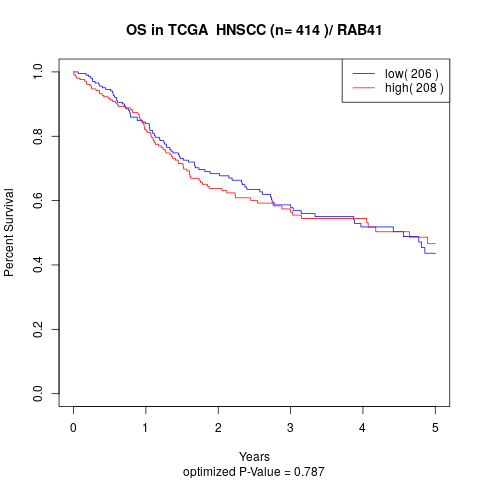 OS in TCGA  HNSCC (n= 414 )/ RAB41
low( 206 )
high( 208 )
Percent Survival
1.0
0.8
0.6
0.4
0.2
0.0
0 1 2 3 4 5
Years
optimized P-Value = 0.787